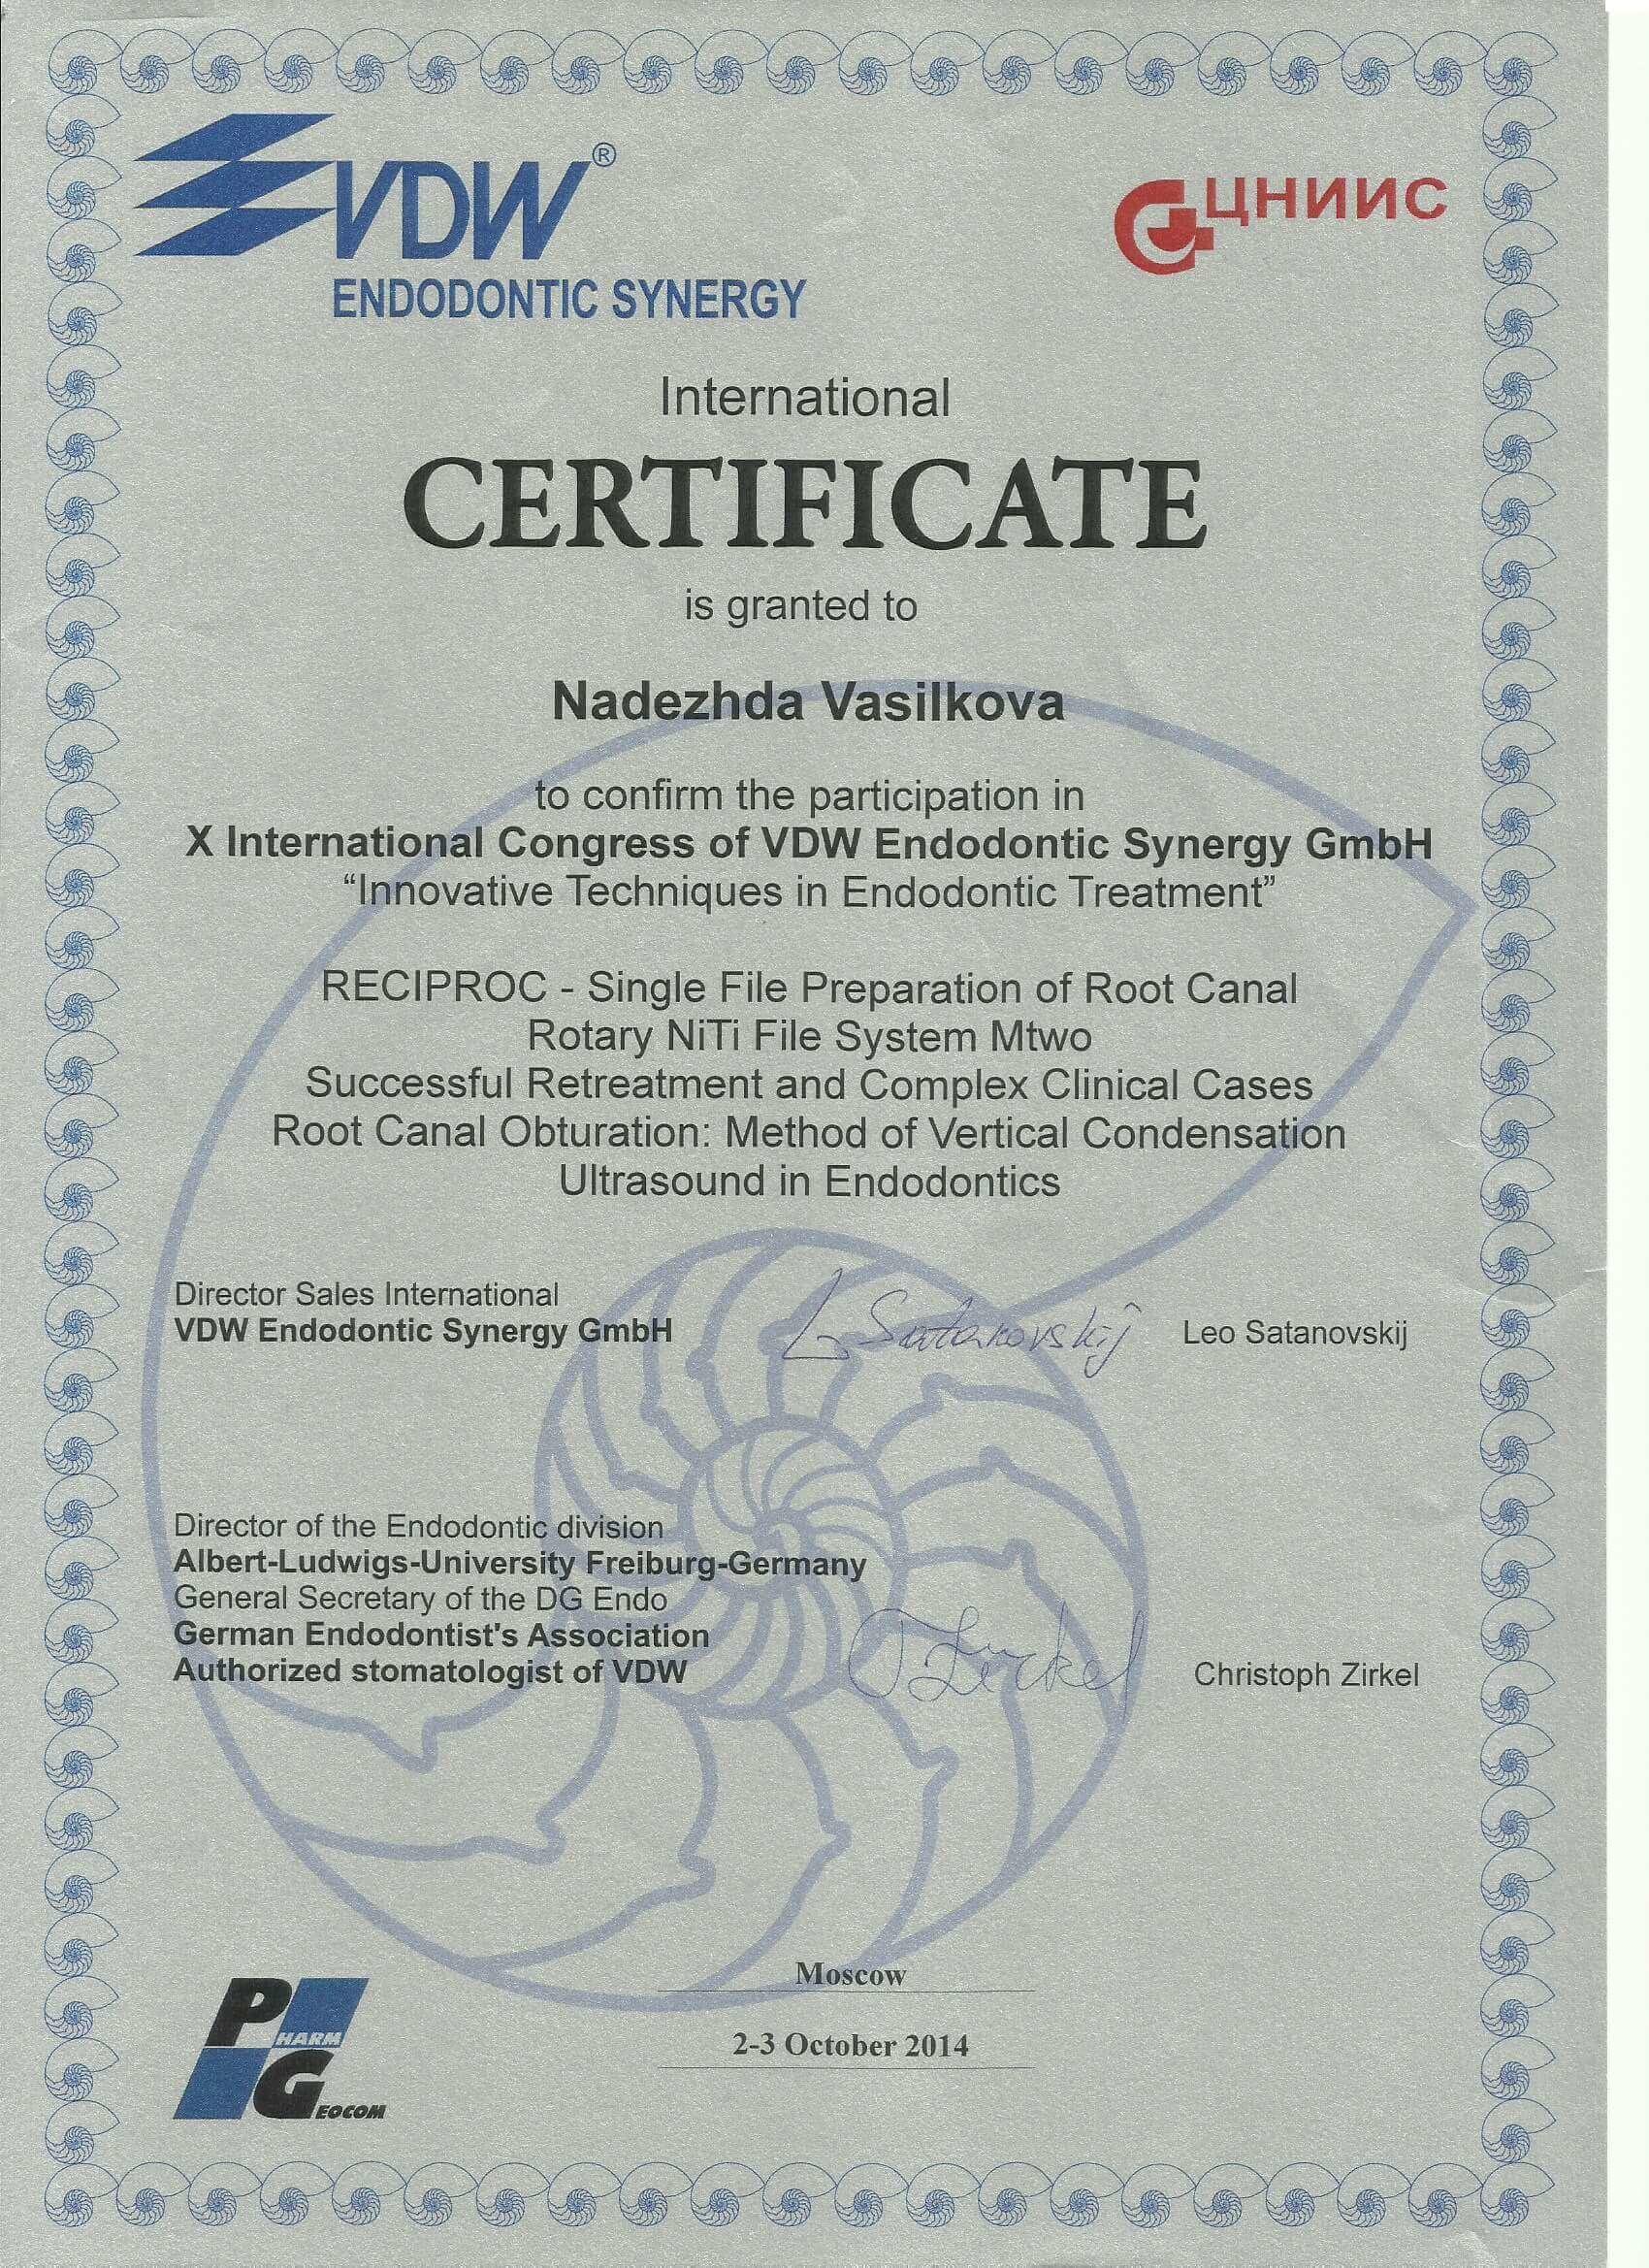 VDW®
ENDODONTIC SYNERGY
ЦНИИС
International
CERTIFICATE
is granted to
Nadezhda Vasilkova
to confirm the participation in
X International Congress of VDW Endodontic Synergy GmbH
“Innovative Techniques in Endodontic Treatment”
RECIPROC - Single File Preparation of Root Canal
Rotary NiTi File System Mtwo
Successful Retreatment and Complex Clinical Cases
Root Canal Obturation: Method of Vertical Condensation
Ultrasound in Endodontics
Director Sales International
VDW Endodontic Synergy GmbH
L. Satanovskij
Leo Satanovskij
Director of the Endodontic division
Albert-Ludwigs-University Freiburg-Germany
General Secretary of the DG Endo
German Endodontist's Association
Authorized stomatologist of VDW
Zirkel
Christoph Zirkel
Moscow
2-3 October 2014
PHARM
GEOCOM